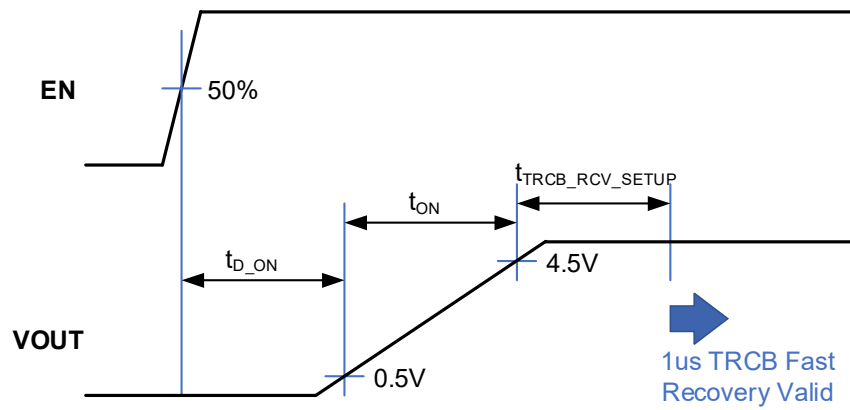 EN
50%
tTRCB_RCV_SETUP
tON
tD_ON
4.5V
VOUT
0.5V
1us TRCB Fast
Recovery Valid